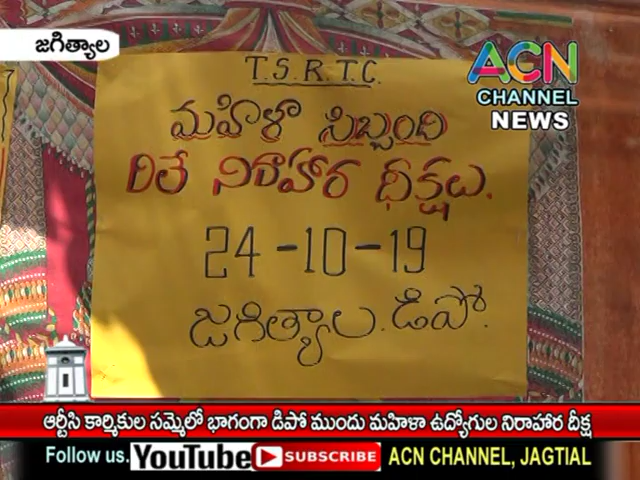 జగిత్యాల
ACN
CHANNEL
NEWS
T.S.R.T.C.
మహిళా సిబ్బంది
రిలే నిరాహార దీక్షలు.
24-10-19
జగిత్యాల. డిపో.
ఆర్టీసి కార్మికుల సమ్మెలో భాగంగా డిపో ముందు మహిళా ఉద్యోగుల నిరాహార దీక్ష
Follow us. YouTube SUBSCRIBE ACN CHANNEL, JAGTIAL